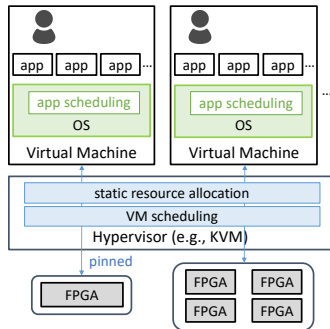 app app app ... app app app ...
app scheduling app scheduling
OS OS
...
Virtual Machine Virtual Machine
static resource allocation
VM scheduling
Hypervisor (e.g., KVM)
pinned
FPGA FPGA FPGA
FPGA FPGA